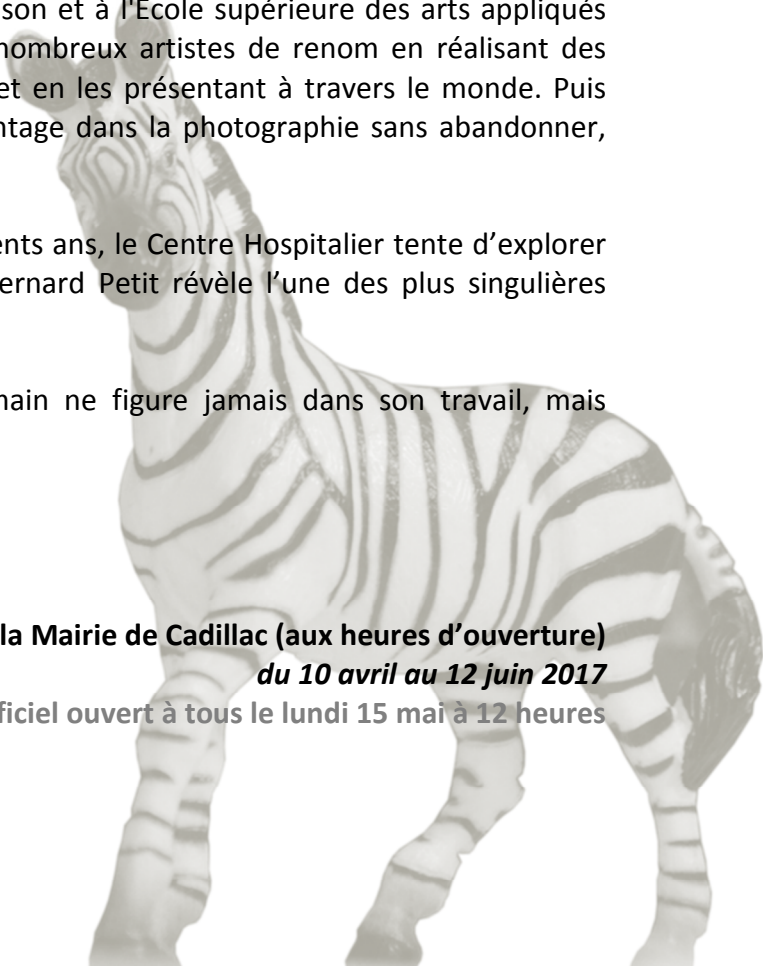 son et à l'École supérieure des arts appliqués
nombreux artistes de renom en réalisant des
et en les présentant à travers le monde. Puis
ntage dans la photographie sans abandonner,
ents ans, le Centre Hospitalier tente d’explorer
ernard Petit révèle l’une des plus singulières
main ne figure jamais dans son travail, mais
la Mairie de Cadillac (aux heures d’ouverture)
du 10 avril au 12 juin 2017
ficiel ouvert à tous le lundi 15 mai à 12 heures